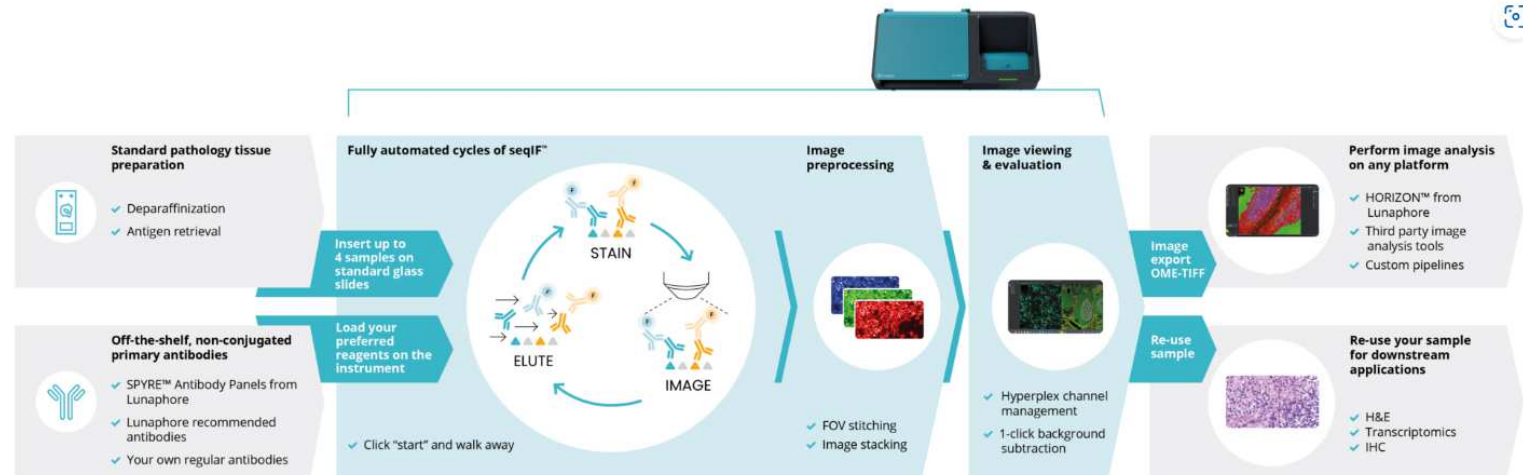 Standard pathology tissue
preparation
✓ Deparaffinization
✓ Antigen retrieval
Off-the-shelf, non-conjugated
primary antibodies
✓ SPYRE™ Antibody Panels from
Lunaphore
✓ Lunaphore recommended
antibodies
✓ Your own regular antibodies
Insert up to
4 samples on
standard glass
slides
Load your
preferred
reagents on the
instrument
Fully automated cycles of seqIF™
F
F
STAIN
F
F
IMAGE
F
F
ELUTE
✓ Click “start” and walk away
Image
preprocessing
✓ FOV stitching
✓ Image stacking
Image viewing
& evaluation
✓ Hyperplex channel
management
✓ 1-click background
subtraction
Image
export
OME-TIFF
Re-use
sample
Perform image analysis
on any platform
✓ HORIZON™ from
Lunaphore
✓ Third party image
analysis tools
✓ Custom pipelines
Re-use your sample
for downstream
applications
✓ H&E
✓ Transcriptomics
✓ IHC